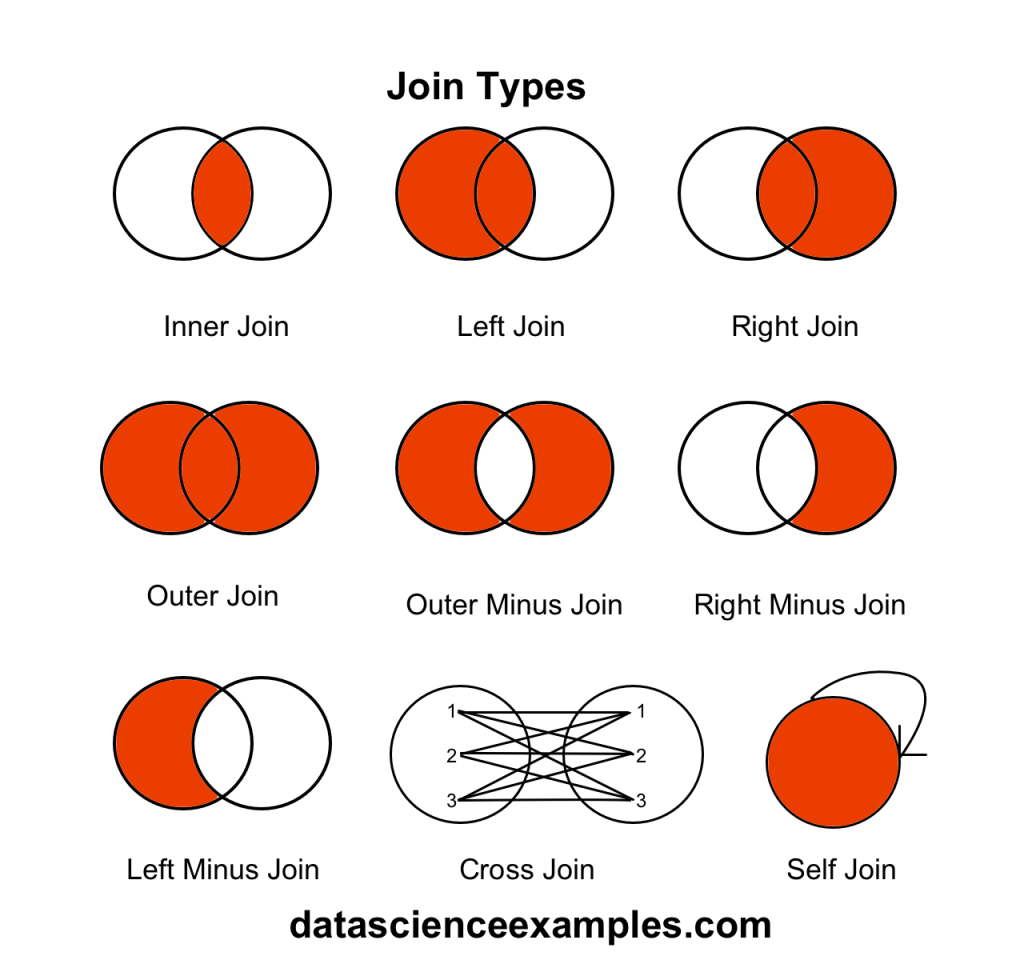 Join Types
Inner Join
Left Join
Right Join
Outer Join
Outer Minus Join
Right Minus Join
1 1
2 2
3 3
Left Minus Join
Cross Join
Self Join
datascienceexamples.com